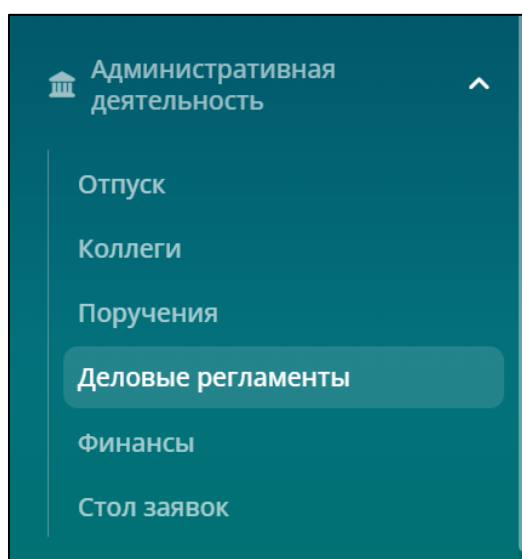 Административная
деятельность
Отпуск
Коллеги
Поручения
Деловые регламенты
Финансы
Стол заявок